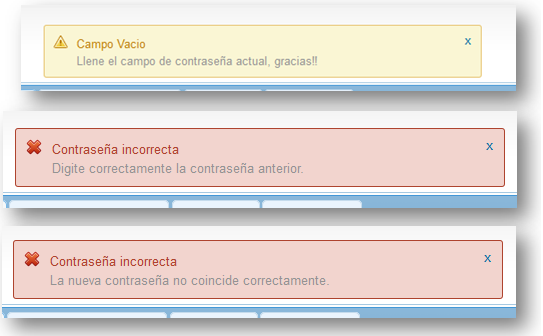 Campo Vacio
x
Llene el campo de contraseña actual, gracias!!
Contraseña incorrecta
x
Digite correctamente la contraseña anterior.
Contraseña incorrecta
x
La nueva contraseña no coincide correctamente.